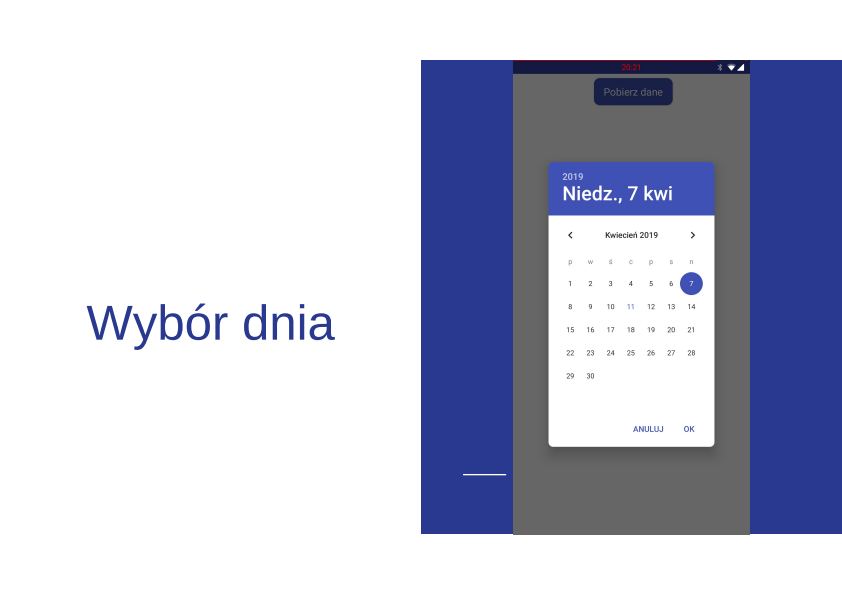 Wybór dnia
20:21
Pobierz dane
2019
Niedz., 7 kwi
Kwiecień 2019
p w ś c p s n
1 2 3 4 5 6 7
8 9 10 11 12 13 14
15 16 17 18 19 20 21
22 23 24 25 26 27 28
29 30
ANULUJ OK